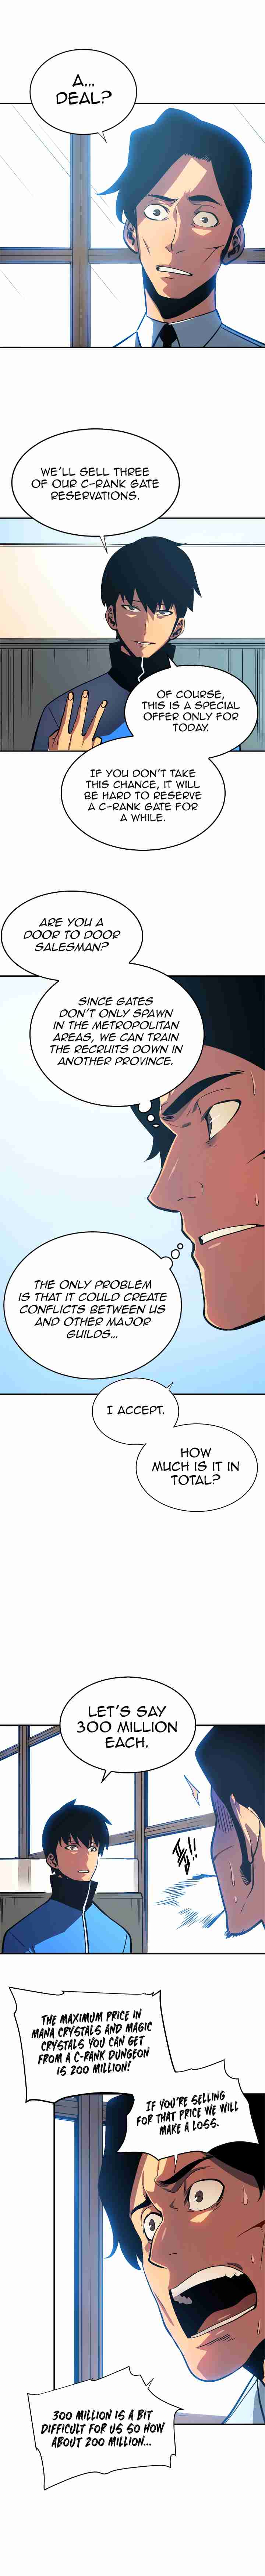 A...
DEAL?
WE'LL SELL THREE
OF OUR C-RANK GATE
RESERVATIONS.
OF COURSE,
THIS IS A SPECIAL
OFFER ONLY FOR
TODAY.
IF YOU DON'T TAKE
THIS CHANCE, IT WILL
BE HARD TO RESERVE
A C-RANK GATE FOR
A WHILE.
ARE YOU A
DOOR TO DOOR
SALESMAN?
SINCE GATES
DON'T ONLY SPAWN
IN THE METROPOLITAN
AREAS, WE CAN TRAIN
THE RECRUITS DOWN IN
ANOTHER PROVINCE.
THE ONLY PROBLEM
IS THAT IT COULD CREATE
CONFLICTS BETWEEN US
AND OTHER MAJOR
GUILDS...
I ACCEPT.
HOW
MUCH IS IT IN
TOTAL?
LET'S SAY
300 MILLION
EACH.
THE MAXIMUM PRICE IN
MANA CRYSTALS AND MAGIC
CRYSTALS YOU CAN GET
FROM A C-RANK DUNGEON
IS 200 MILLION!
IF YOU'RE SELLING
FOR THAT PRICE WE WILL
MAKE A LOSS.
300 MILLION IS A BIT
DIFFICULT FOR US SO HOW
ABOUT 200 MILLION...